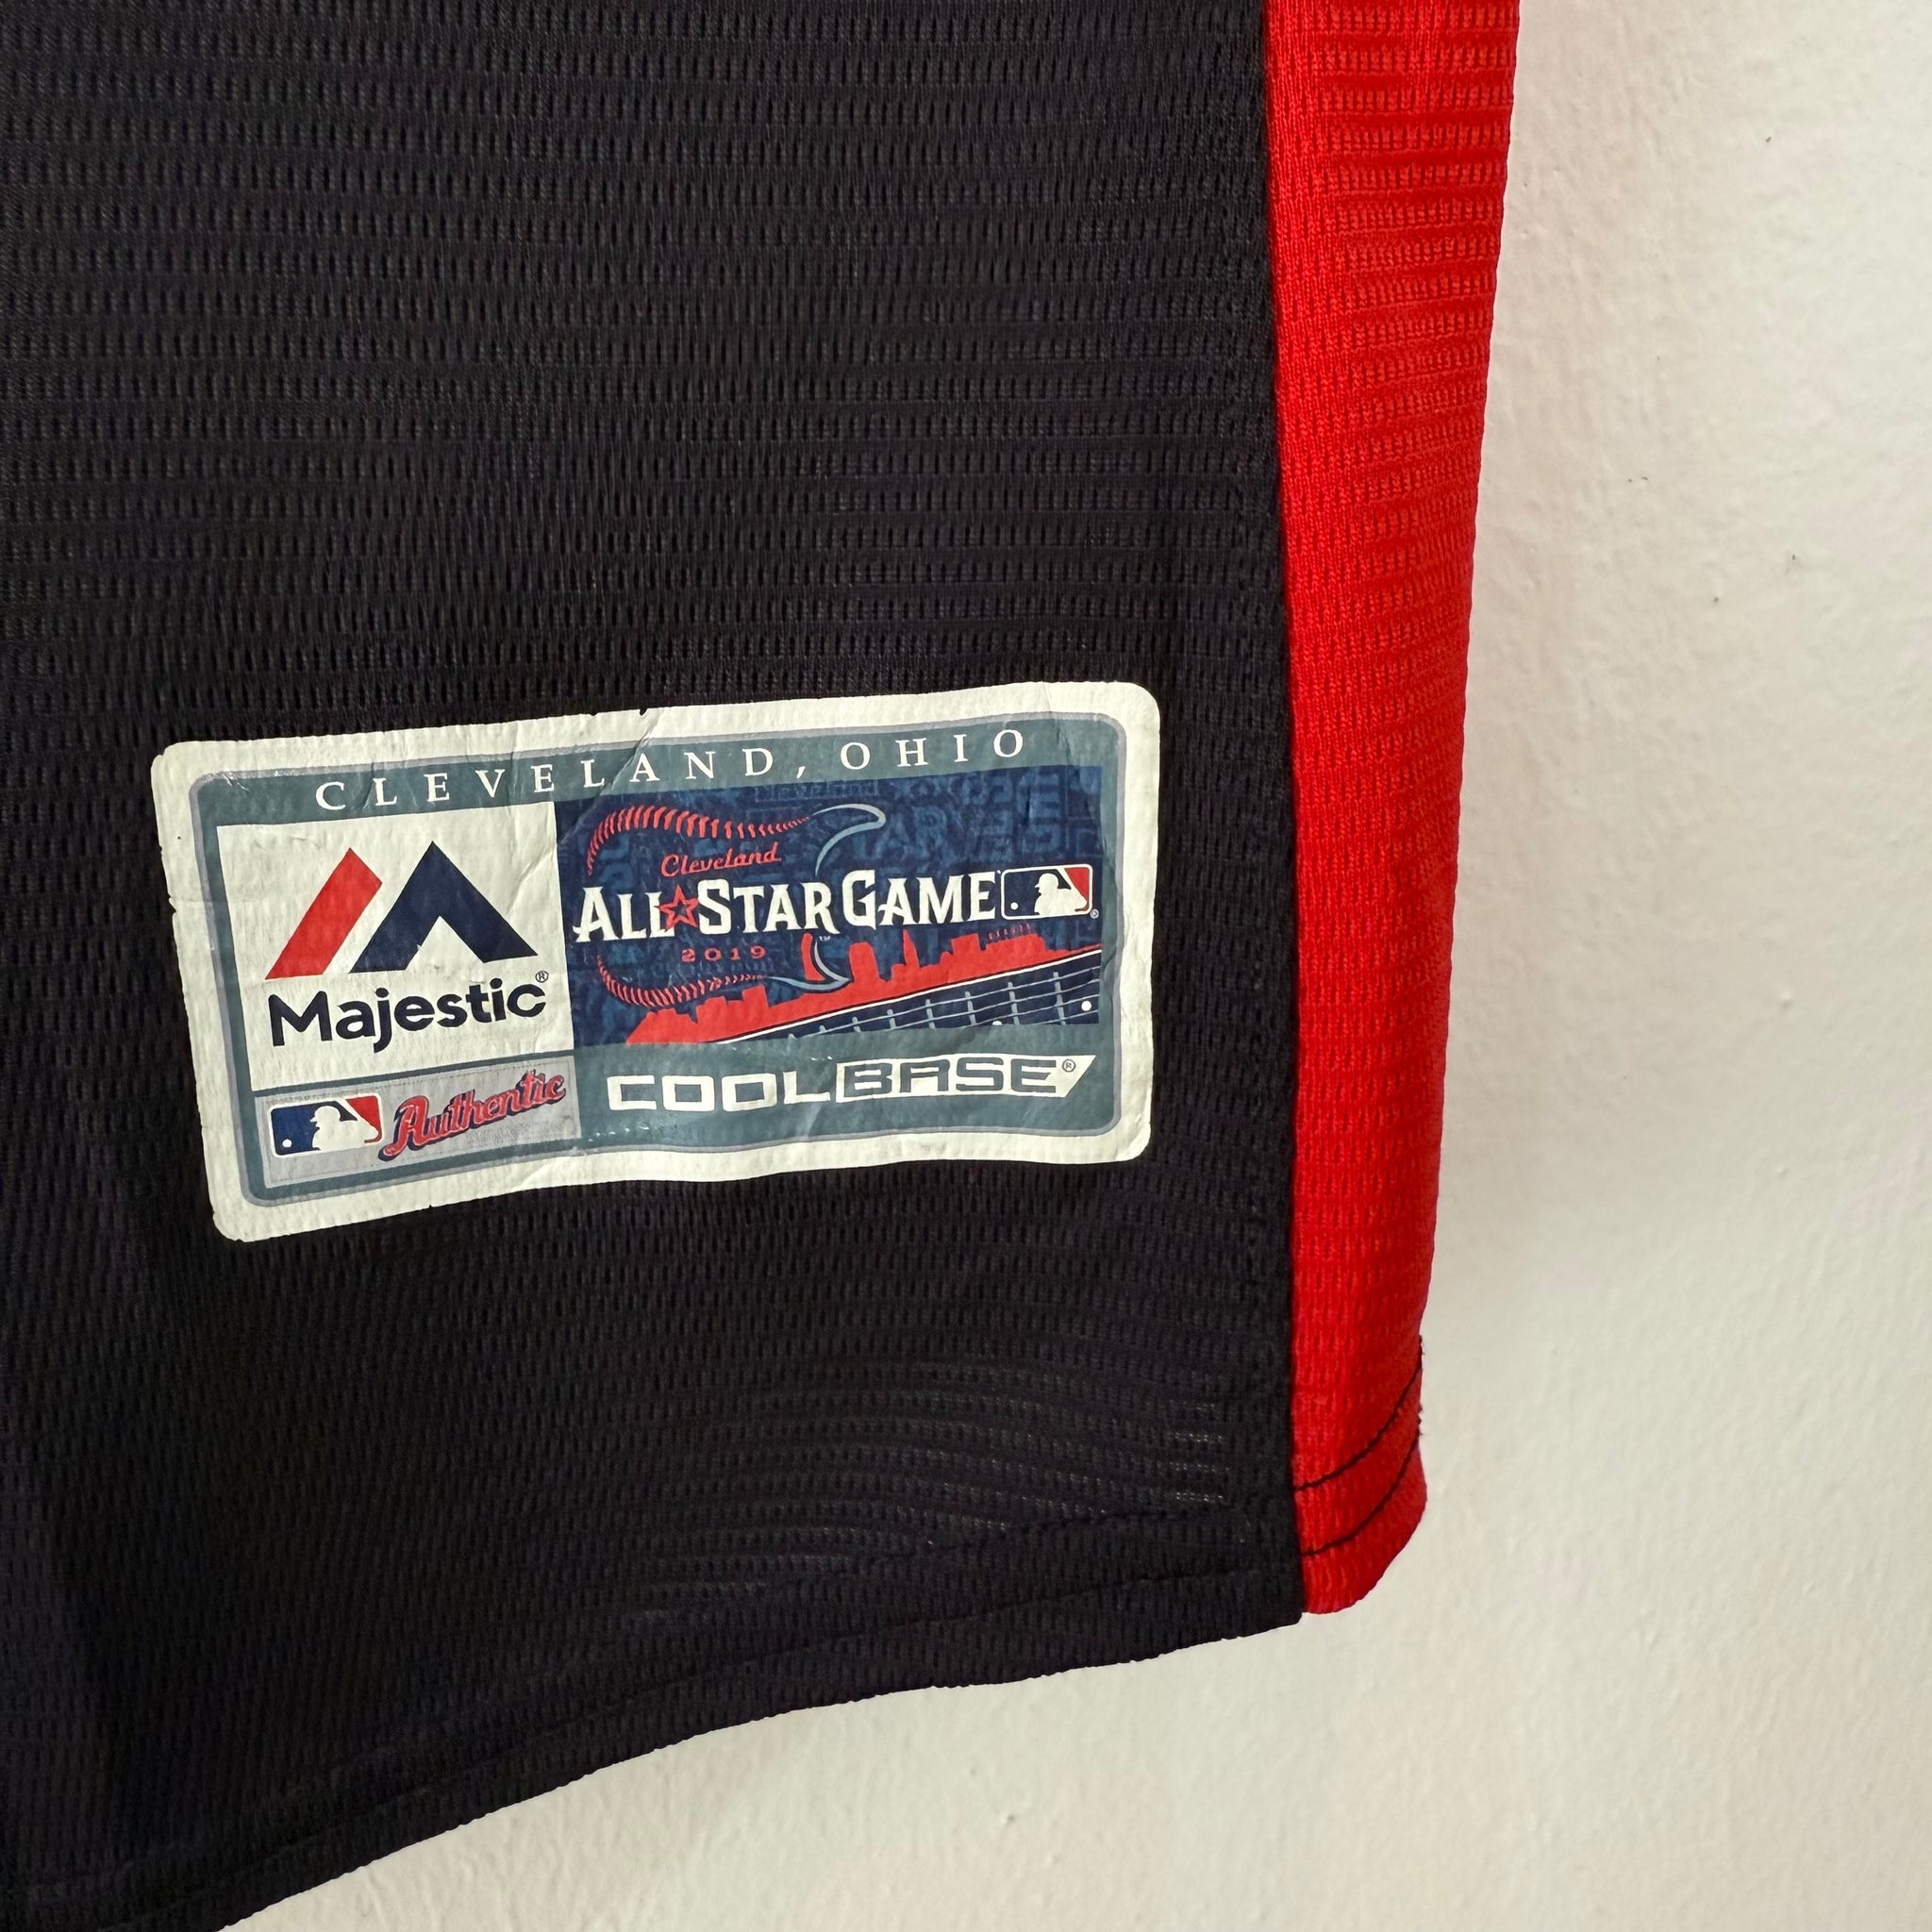 CLEVELAND, OHIO
Majestic®
Cleveland
ALL STAR GAME
2019
Authentic
COOLBASE®